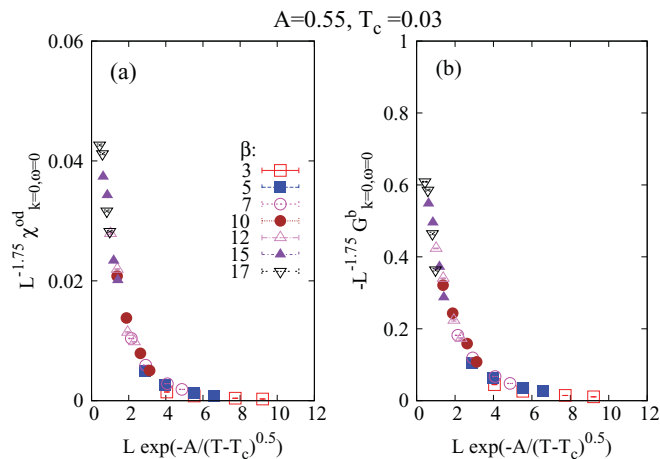 A=0.55, T_c =0.03
0.06
0.04
0.02
0
0 2 4 6 8 10 12
L^-1.75 χ^od_k=0,ω=0
L exp(-A/(T-T_c)^0.5)
(a)
β:
3
5
7
10
12
15
17
1
0.8
0.6
0.4
0.2
0
0 2 4 6 8 10 12
-L^-1.75 G^b_k=0,ω=0
L exp(-A/(T-T_c)^0.5)
(b)